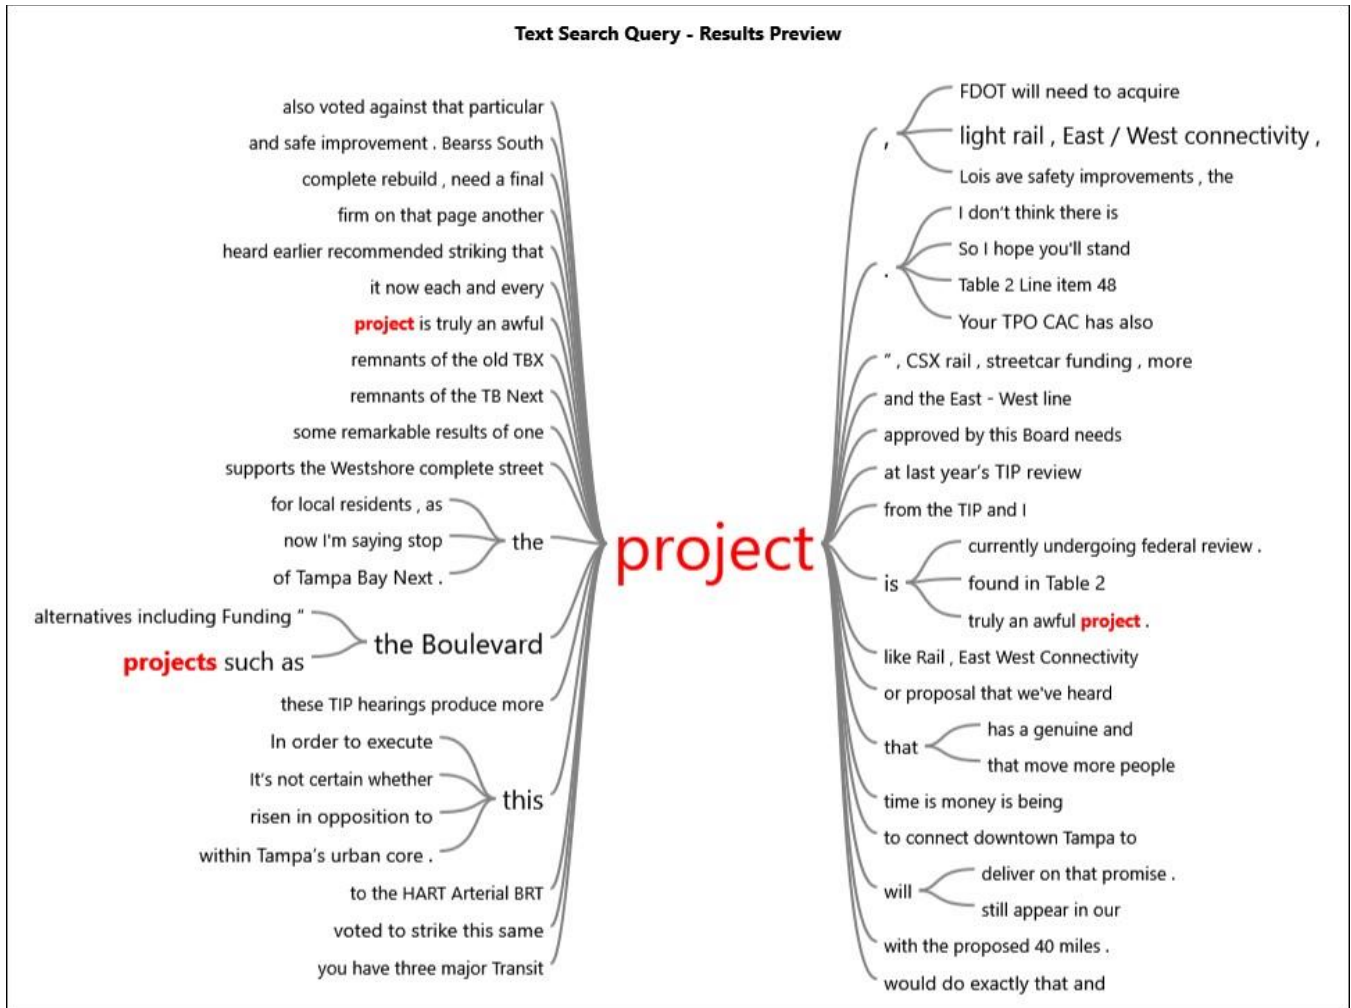 Text Search Query - Results Preview
also voted against that particular
and safe improvement . Bearss South
complete rebuild , need a final
firm on that page another
heard earlier recommended striking that
it now each and every
project is truly an awful
remnants of the old TBX
remnants of the TB Next
some remarkable results of one
supports the Westshore complete street
for local residents , as
now I'm saying stop
of Tampa Bay Next .
the
alternatives including Funding "
projects such as
the Boulevard
these TIP hearings produce more
In order to execute
It's not certain whether
risen in opposition to
within Tampa's urban core .
this
to the HART Arterial BRT
voted to strike this same
you have three major Transit
project
,
FDOT will need to acquire
light rail , East / West connectivity ,
Lois ave safety improvements , the
.
I don't think there is
So I hope you'll stand
Table 2 Line item 48
Your TPO CAC has also
" , CSX rail , streetcar funding , more
and the East - West line
approved by this Board needs
at last year's TIP review
from the TIP and I
is
currently undergoing federal review .
found in Table 2
truly an awful project .
like Rail , East West Connectivity
or proposal that we've heard
that
has a genuine and
that move more people
time is money is being
to connect downtown Tampa to
will
deliver on that promise .
still appear in our
with the proposed 40 miles .
would do exactly that and